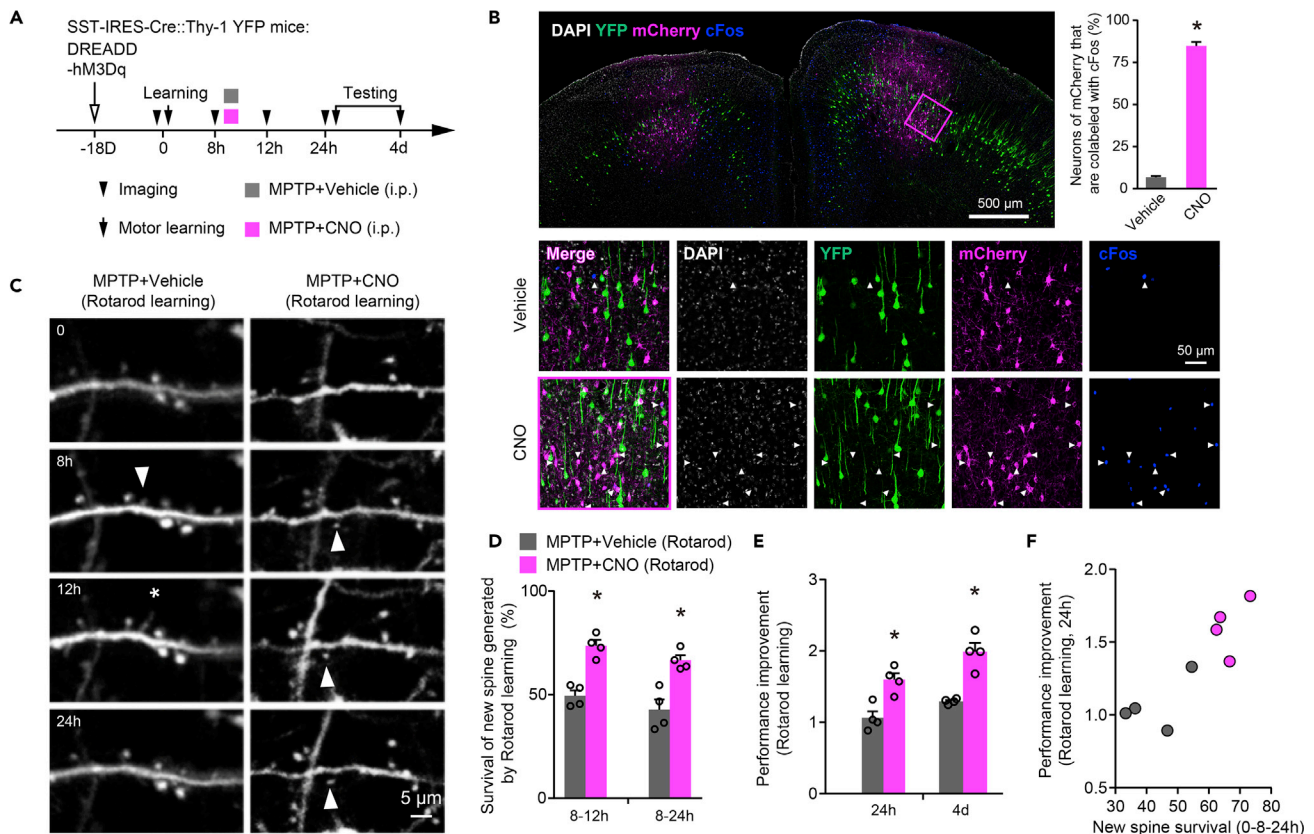 A
SST-IRES-Cre::Thy-1 YFP mice:
DREADD
-hM3Dq
Learning
Testing
-18D
0
8h
12h
24h
4d
Imaging
MPTP+Vehicle (i.p.)
Motor learning
MPTP+CNO (i.p.)
B
DAPI YFP mCherry cFos
500 µm
Neurons of mCherry that
are colabeled with cFos (%)
100
75
50
25
0
*
Vehicle
CNO
Merge
DAPI
YFP
mCherry
cFos
Vehicle
50 µm
CNO
C
MPTP+Vehicle
(Rotarod learning)
MPTP+CNO
(Rotarod learning)
0
8h
12h
*
24h
5 µm
D
MPTP+Vehicle (Rotarod)
MPTP+CNO (Rotarod)
Survival of new spine generated
by Rotarod learning (%)
100
50
0
*
*
8-12h
8-24h
E
Performance improvement
(Rotarod learning)
3
2
1
0
*
*
24h
4d
F
Performance improvement
(Rotarod learning, 24h)
2.0
1.5
1.0
0.5
30
40
50
60
70
80
New spine survival (0-8-24h)